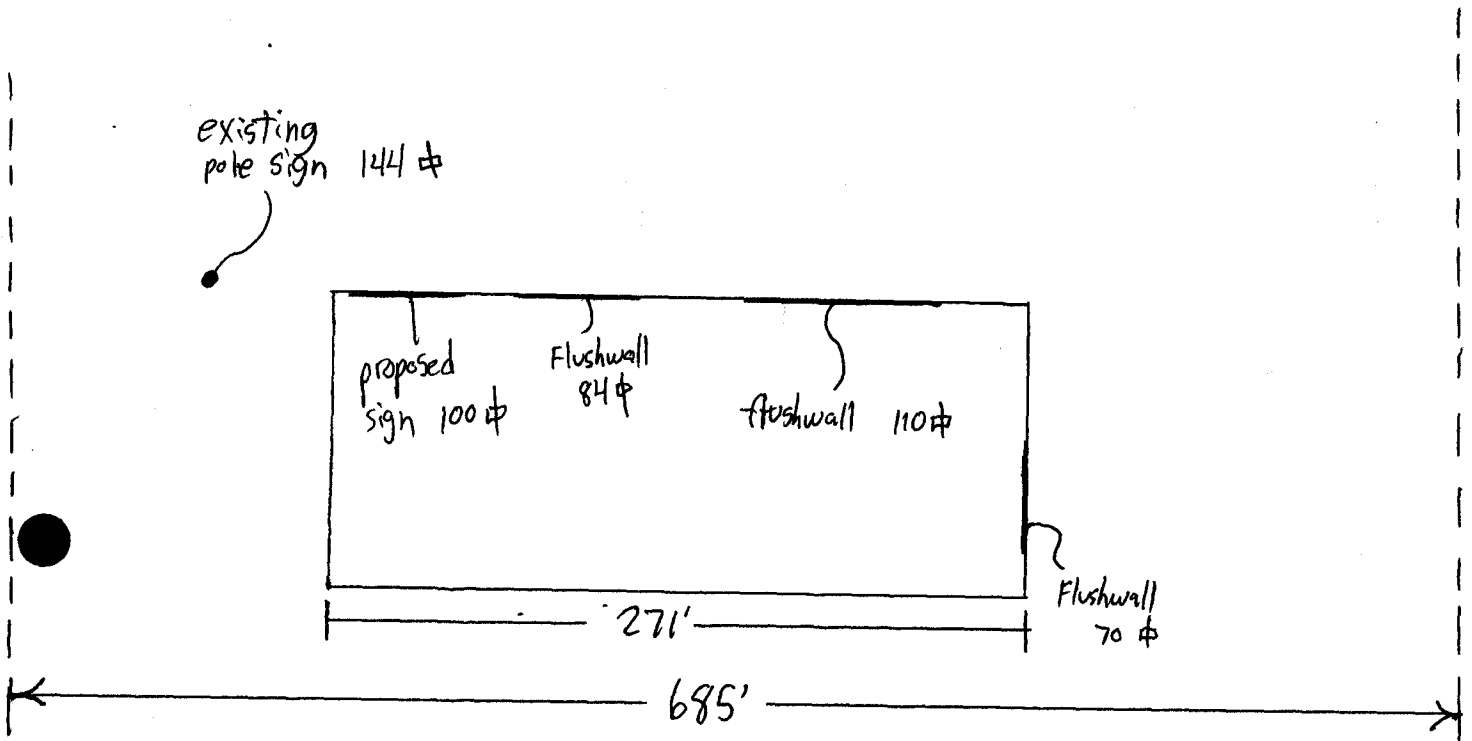 existing
pole sign 144 ⏍
proposed
sign 100 ⏍
Flushwall
84 ⏍
flushwall 110 ⏍
Flushwall
70 ⏍
271'
685'